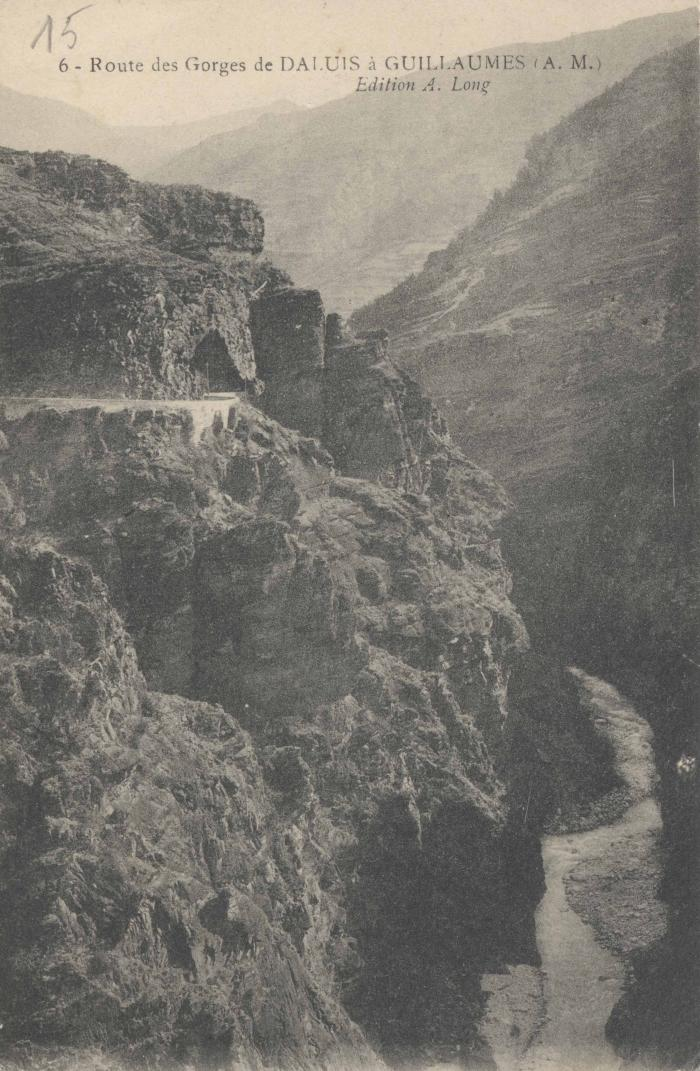 15
6 - Route des Gorges de DALUIS à GUILLAUMES (A. M.)
Edition A. Long